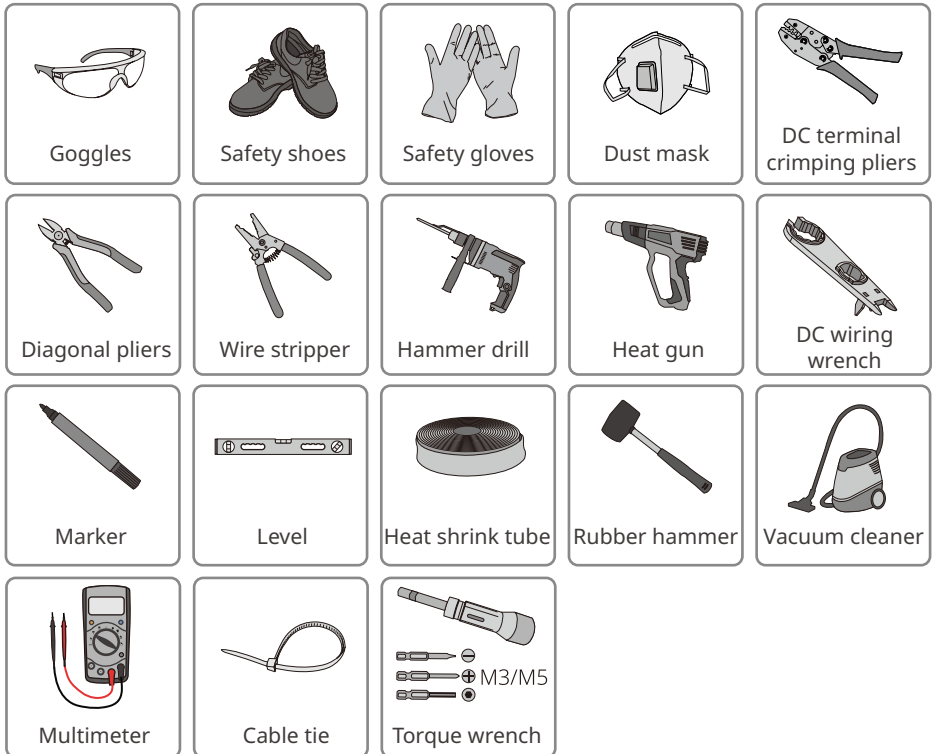 Goggles
Safety shoes
Safety gloves
Dust mask
DC terminal
crimping pliers
Diagonal pliers
Wire stripper
Hammer drill
Heat gun
DC wiring
wrench
Marker
Level
Heat shrink tube
Rubber hammer
Vacuum cleaner
M3/M5
Multimeter
Cable tie
Torque wrench